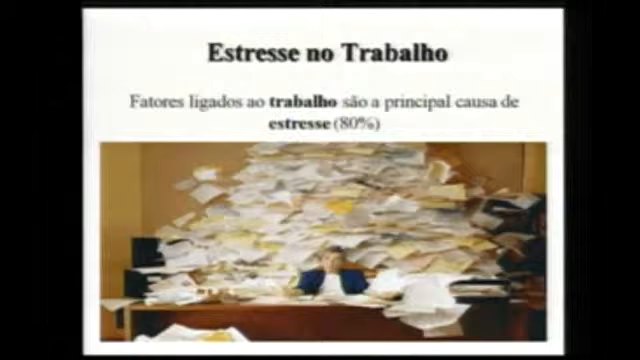 Estresse no Trabalho
Fatores ligados ao trabalho são a principal causa de
estresse (80%)